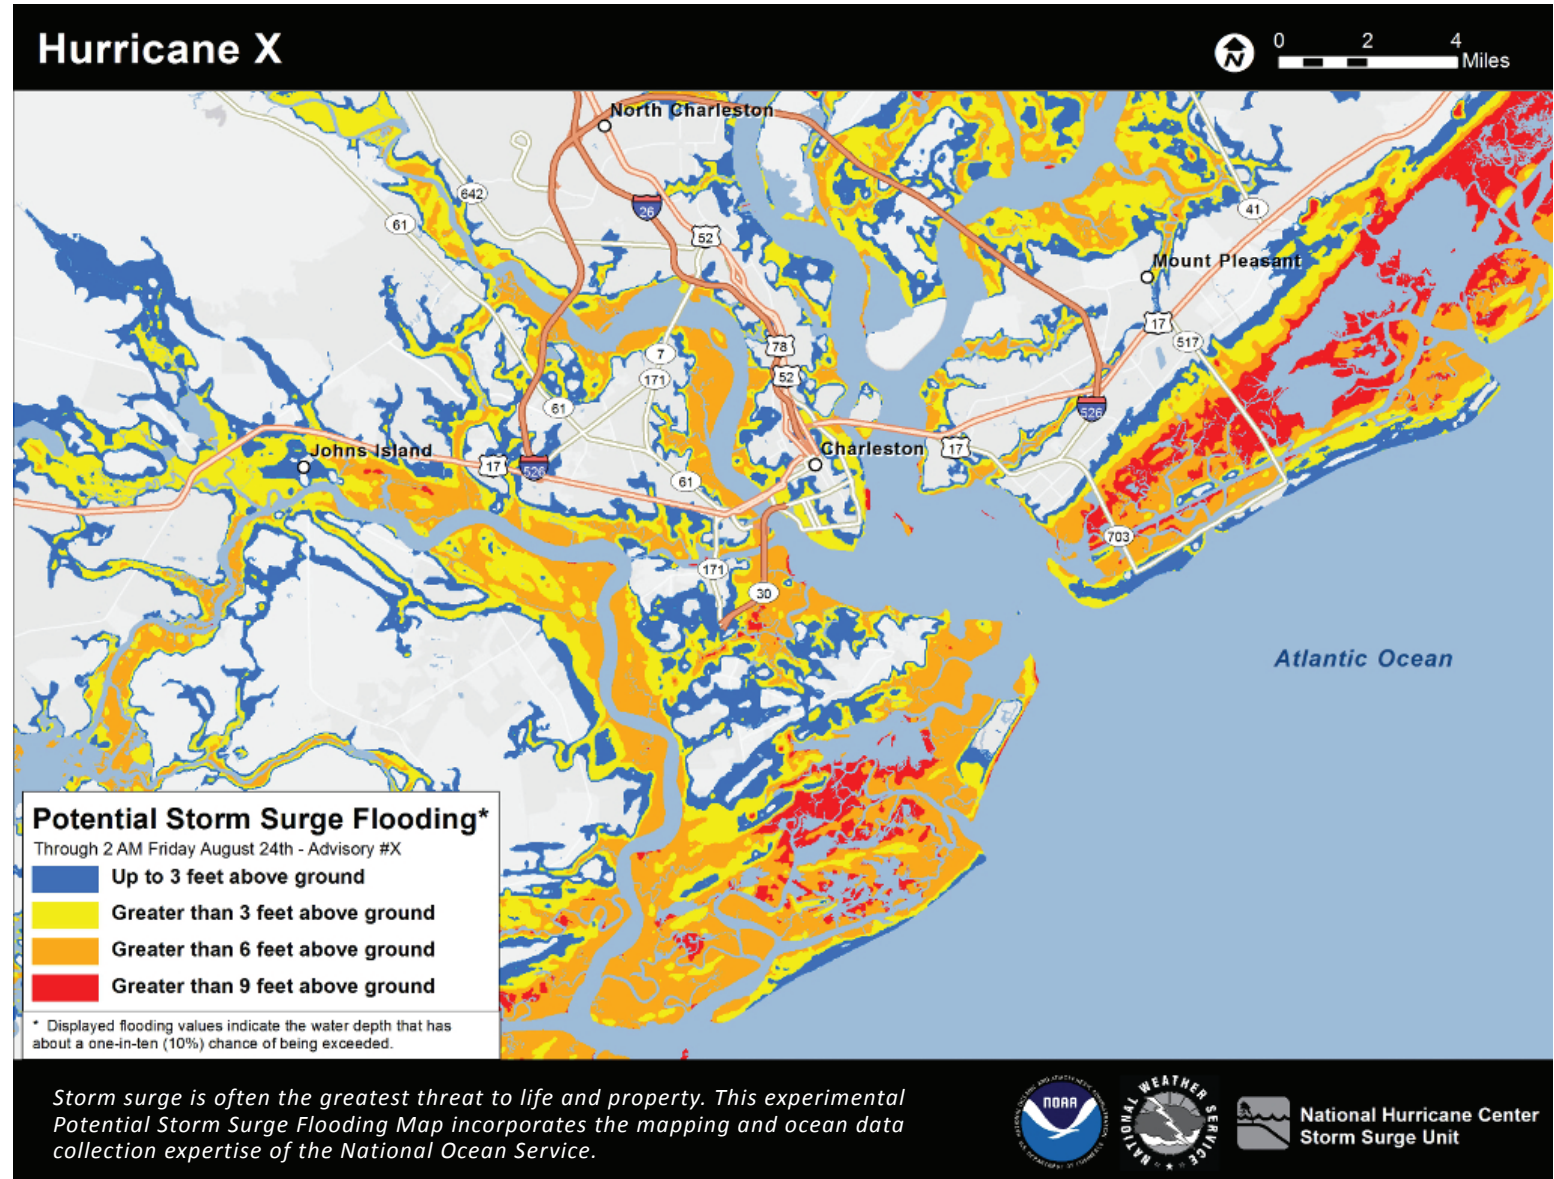 Hurricane X
N
0 2 4
Miles
North Charleston
642
61
26
52
41
Mount Pleasant
17
517
7
78
171
52
61
526
Johns Island
17
526
Charleston
17
61
703
171
30
Atlantic Ocean
Potential Storm Surge Flooding*
Through 2 AM Friday August 24th - Advisory #X
Up to 3 feet above ground
Greater than 3 feet above ground
Greater than 6 feet above ground
Greater than 9 feet above ground
* Displayed flooding values indicate the water depth that has
about a one-in-ten (10%) chance of being exceeded.
Storm surge is often the greatest threat to life and property. This experimental
Potential Storm Surge Flooding Map incorporates the mapping and ocean data
collection expertise of the National Ocean Service.
NOAA
NATIONAL WEATHER SERVICE
National Hurricane Center
Storm Surge Unit